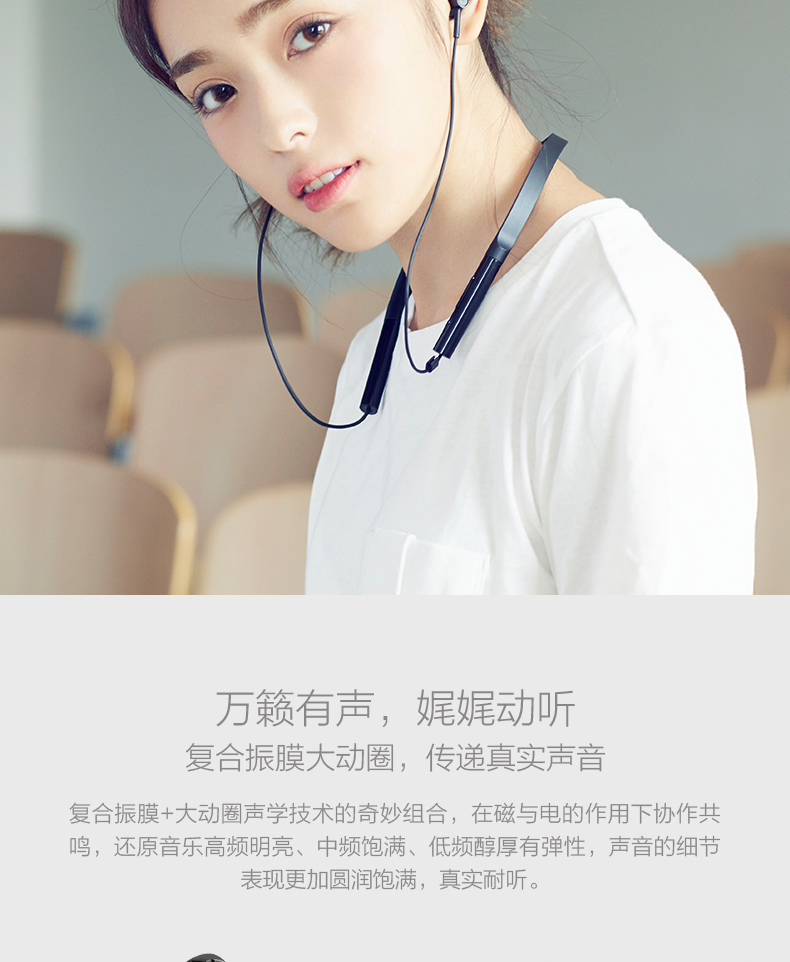 万籁有声，娓娓动听
复合振膜大动圈，传递真实声音
复合振膜+大动圈声学技术的奇妙组合，在磁与电的作用下协作共
鸣，还原音乐高频明亮、中频饱满、低频醇厚有弹性，声音的细节
表现更加圆润饱满，真实耐听。